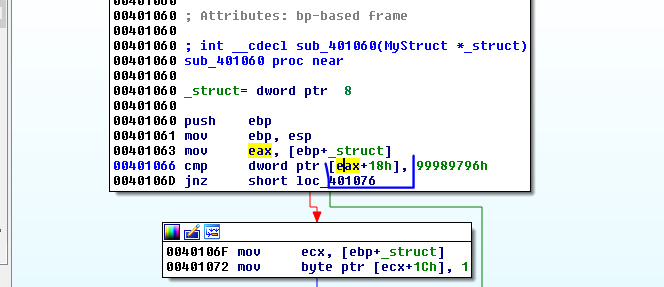 00401060
00401060 ; Attributes: bp-based frame
00401060
00401060 ; int __cdecl sub_401060(MyStruct *_struct)
00401060 sub_401060 proc near
00401060
00401060 _struct= dword ptr  8
00401060
00401060 push    ebp
00401061 mov     ebp, esp
00401063 mov     eax, [ebp+_struct]
00401066 cmp     dword ptr [eax+18h], 99989796h
0040106D jnz     short loc_401076
0040106F mov     ecx, [ebp+_struct]
00401072 mov     byte ptr [ecx+1Ch], 1